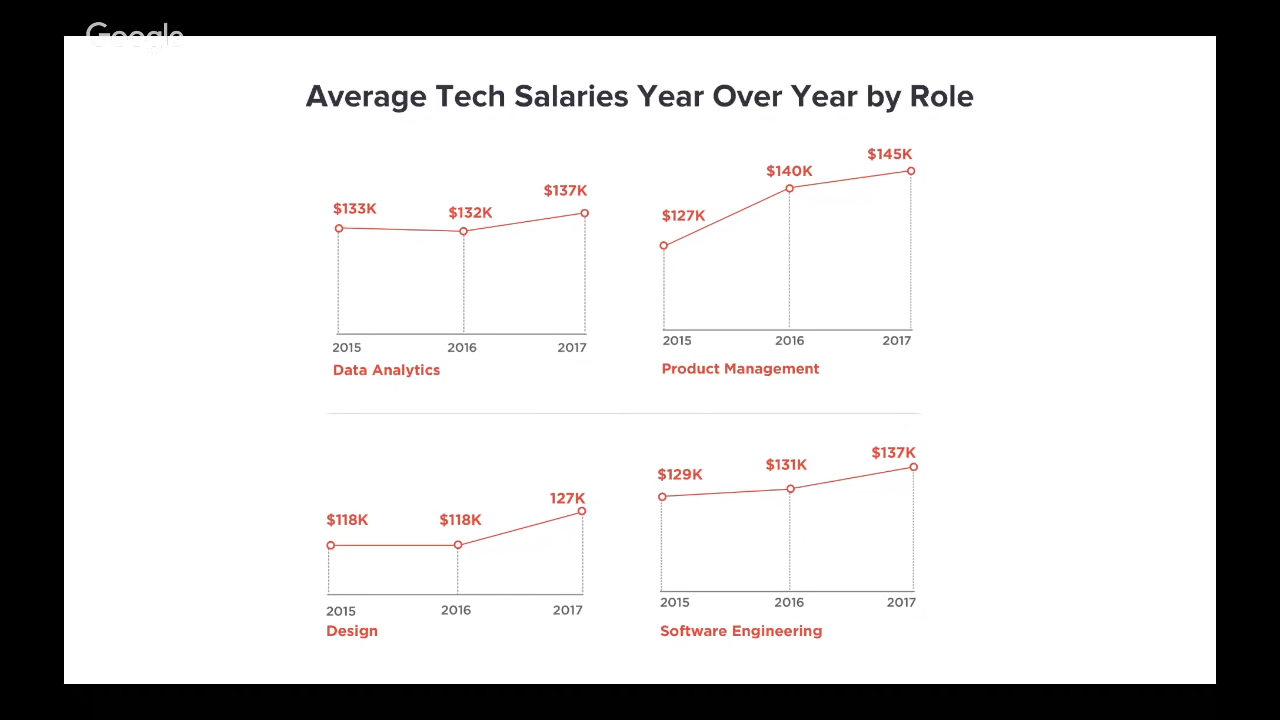 Google
Average Tech Salaries Year Over Year by Role
$133K
$132K
$137K
2015
2016
2017
Data Analytics
$127K
$140K
$145K
2015
2016
2017
Product Management
$118K
$118K
127K
2015
2016
2017
Design
$129K
$131K
$137K
2015
2016
2017
Software Engineering